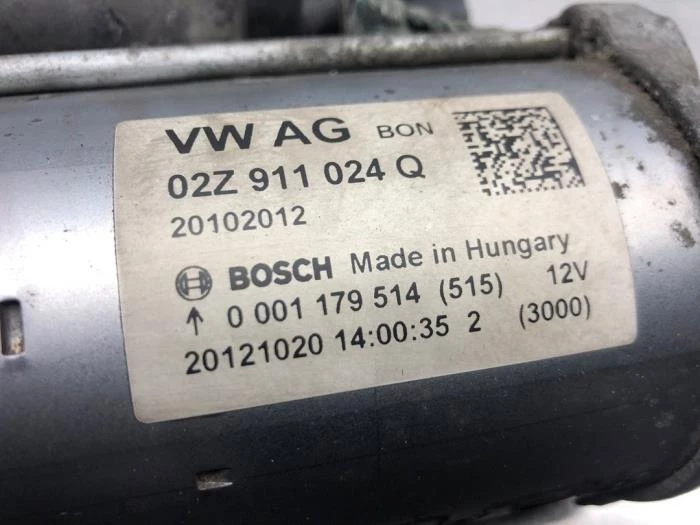 VW AG BON
02Z 911 024 Q
20102012
BOSCH Made in Hungary
↑ 0 001 179 514 (515) 12V
20121020 14:00:35 2 (3000)